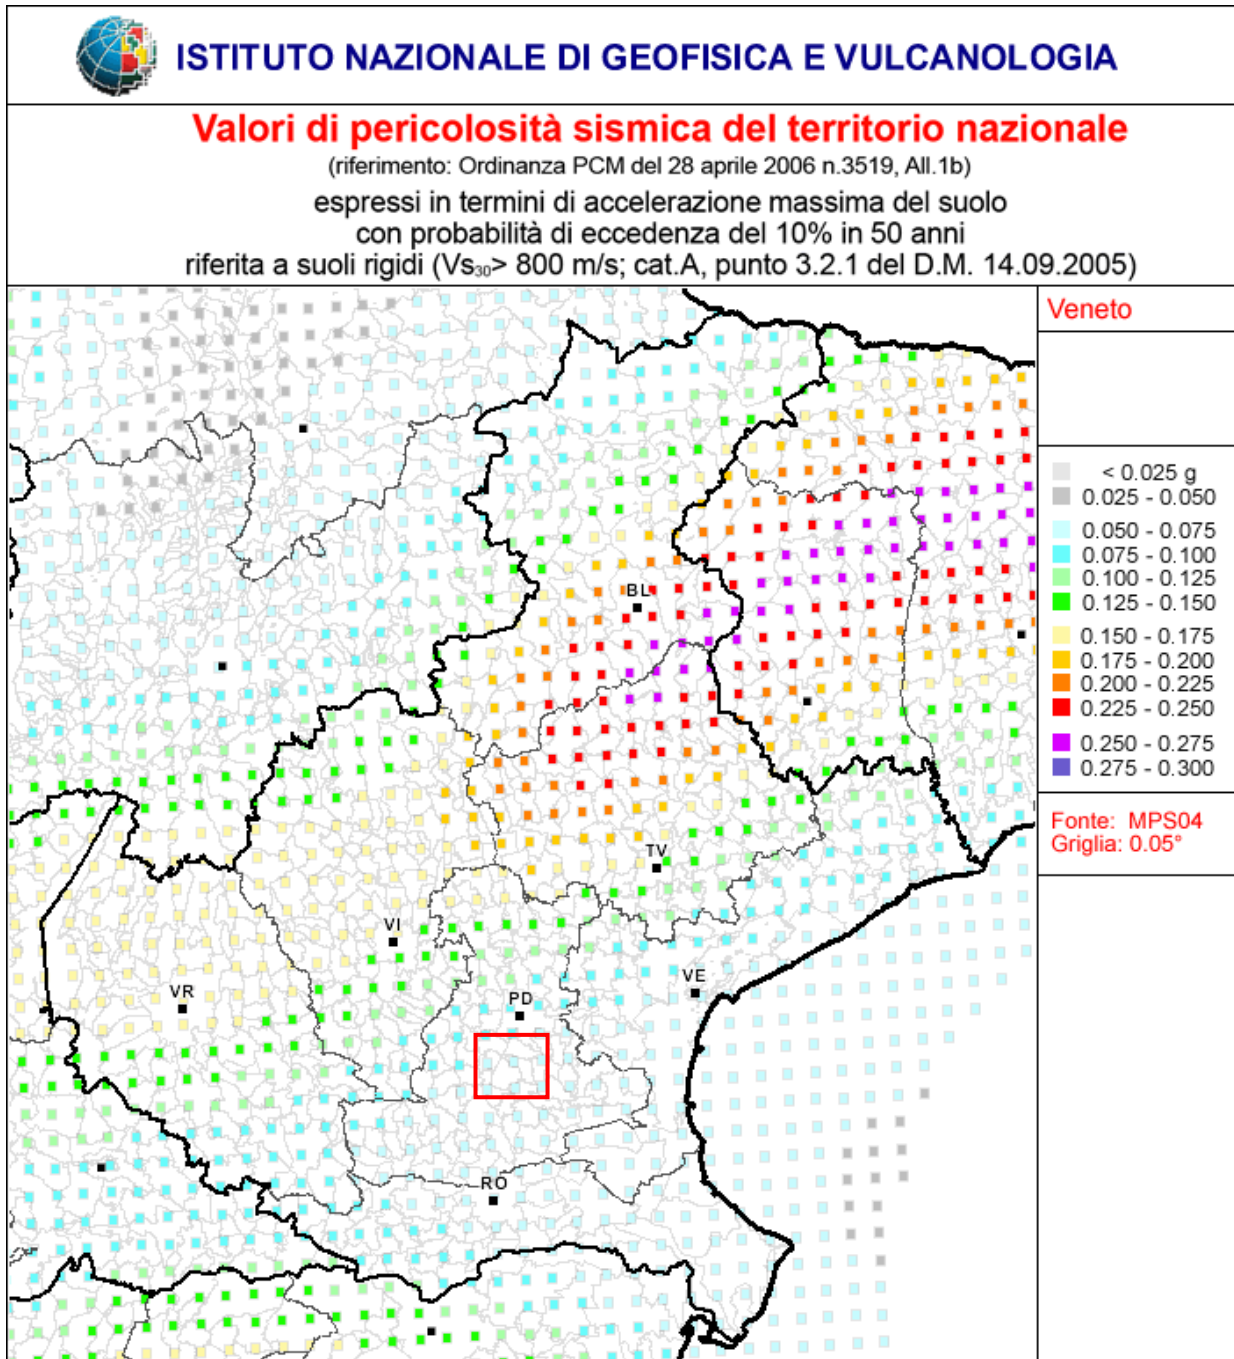 ISTITUTO NAZIONALE DI GEOFISICA E VULCANOLOGIA
Valori di pericolosità sismica del territorio nazionale
(riferimento: Ordinanza PCM del 28 aprile 2006 n.3519, All.1b)
espressi in termini di accelerazione massima del suolo
con probabilità di eccedenza del 10% in 50 anni
riferita a suoli rigidi (Vs₃₀> 800 m/s; cat.A, punto 3.2.1 del D.M. 14.09.2005)
Veneto
< 0.025 g
0.025 - 0.050
0.050 - 0.075
0.075 - 0.100
0.100 - 0.125
0.125 - 0.150
0.150 - 0.175
0.175 - 0.200
0.200 - 0.225
0.225 - 0.250
0.250 - 0.275
0.275 - 0.300
Fonte: MPS04
Griglia: 0.05°
BL
TV
VI
VE
VR
PD
RO